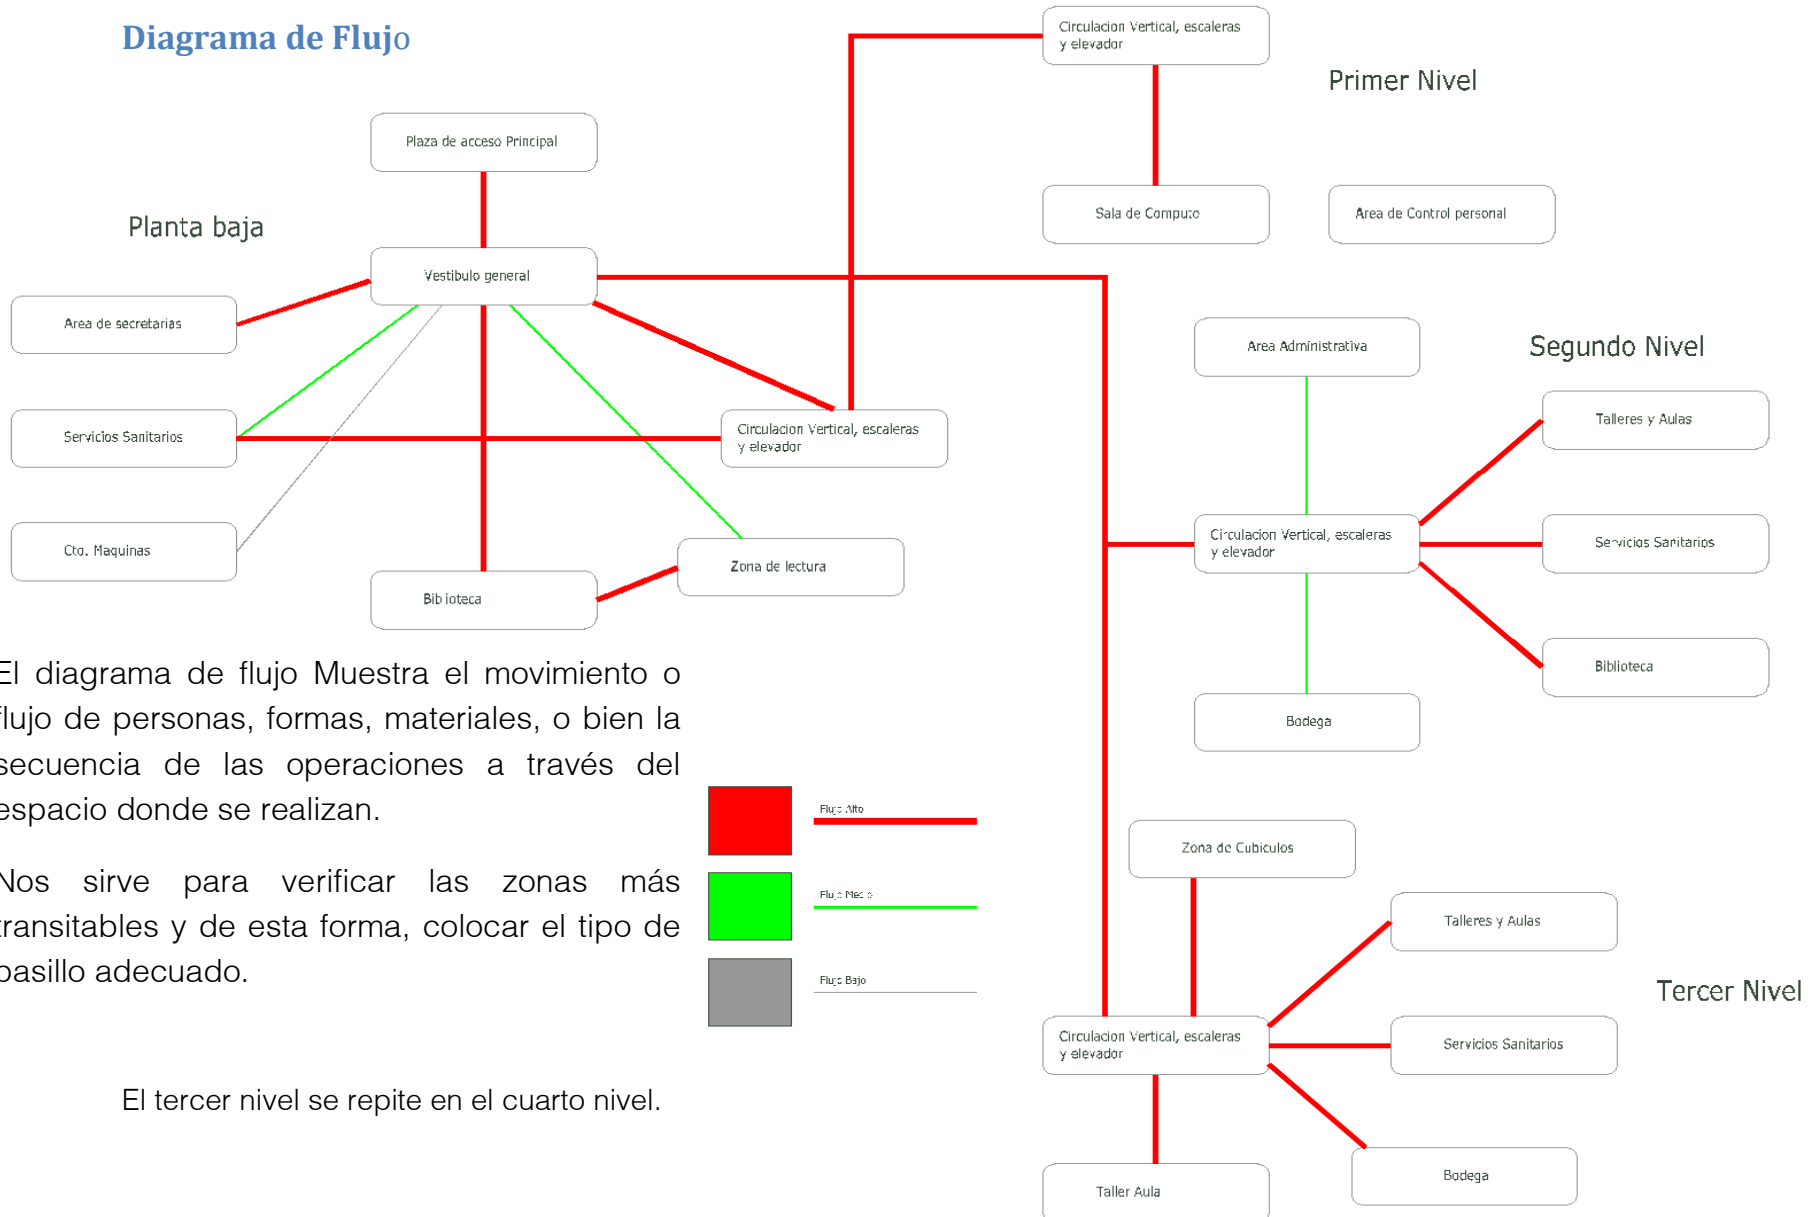 Diagrama de Flujo
Circulacion Vertical, escaleras
y elevador
Primer Nivel
Sala de Computo
Area de Control personal
Plaza de acceso Principal
Planta baja
Vestibulo general
Area de secretarias
Servicios Sanitarios
Circulacion Vertical, escaleras
y elevador
Cto. Maquinas
Biblioteca
Zona de lectura
Area Administrativa
Segundo Nivel
Talleres y Aulas
Circulacion Vertical, escaleras
y elevador
Servicios Sanitarios
Biblioteca
Bodega
El diagrama de flujo Muestra el movimiento o
flujo de personas, formas, materiales, o bien la
secuencia de las operaciones a través del
espacio donde se realizan.
Nos sirve para verificar las zonas más
transitables y de esta forma, colocar el tipo de
pasillo adecuado.
Flujo Alto
Flujo Medio
Flujo Bajo
Zona de Cubiculos
Talleres y Aulas
Tercer Nivel
Circulacion Vertical, escaleras
y elevador
Servicios Sanitarios
Bodega
Taller Aula
El tercer nivel se repite en el cuarto nivel.